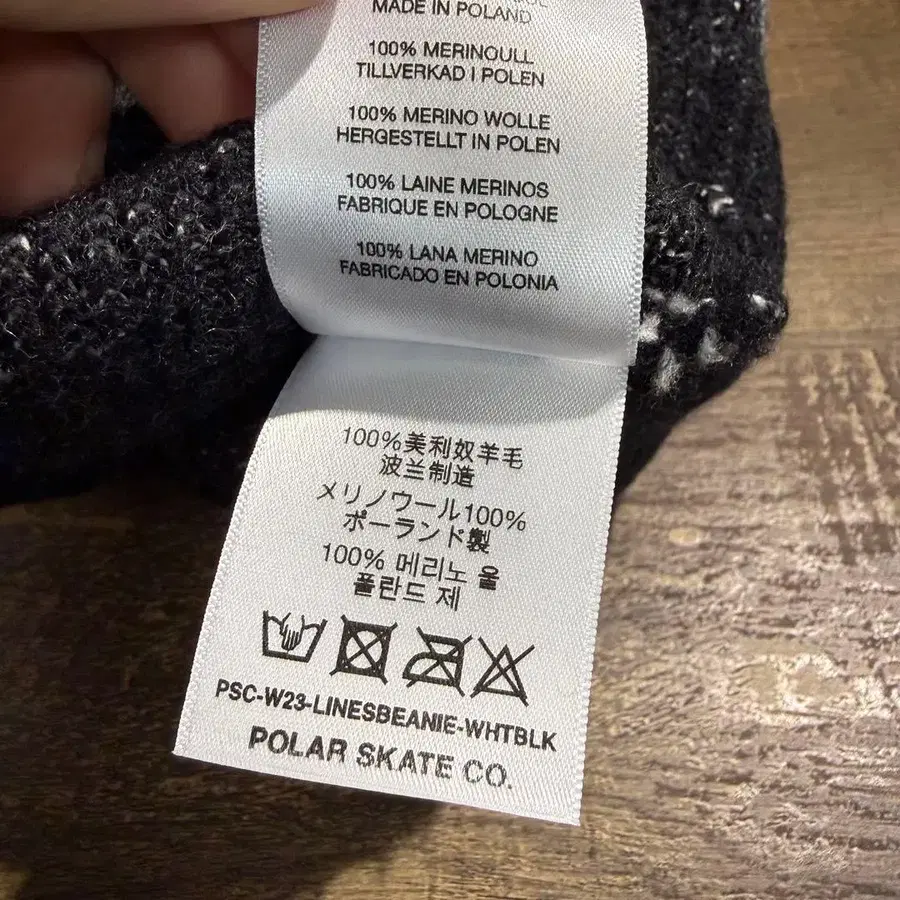 MADE IN POLAND
100% MERINOULL
TILLVERKAD I POLEN
100% MERINO WOLLE
HERGESTELLT IN POLEN
100% LAINE MERINOS
FABRIQUE EN POLOGNE
100% LANA MERINO
FABRICADO EN POLONIA
100%美利奴羊毛
波兰制造
メリノウール100%
ポーランド製
100% 메리노 울
폴란드 제
PSC-W23-LINESBEANIE-WHTBLK
POLAR SKATE CO.